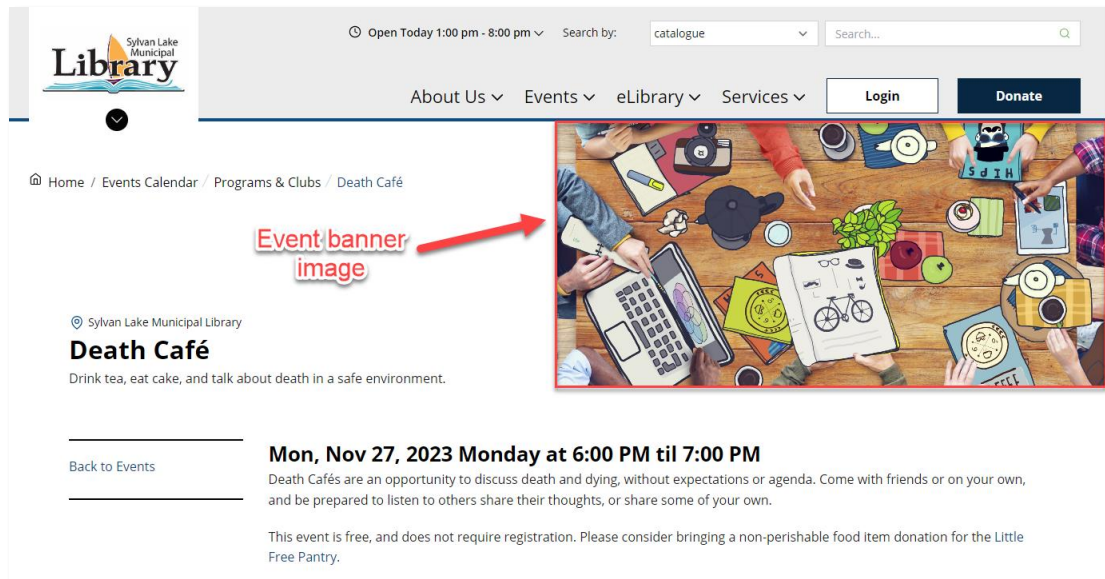 Sylvan Lake
Municipal
Library
Open Today 1:00 pm - 8:00 pm
Search by:
catalogue
Search...
About Us
Events
eLibrary
Services
Login
Donate
Home / Events Calendar / Programs & Clubs / Death Café
Event banner
image
HIPS
Sylvan Lake Municipal Library
Death Café
Drink tea, eat cake, and talk about death in a safe environment.
Back to Events
Mon, Nov 27, 2023 Monday at 6:00 PM til 7:00 PM
Death Cafés are an opportunity to discuss death and dying, without expectations or agenda. Come with friends or on your own,
and be prepared to listen to others share their thoughts, or share some of your own.
This event is free, and does not require registration. Please consider bringing a non-perishable food item donation for the Little
Free Pantry.